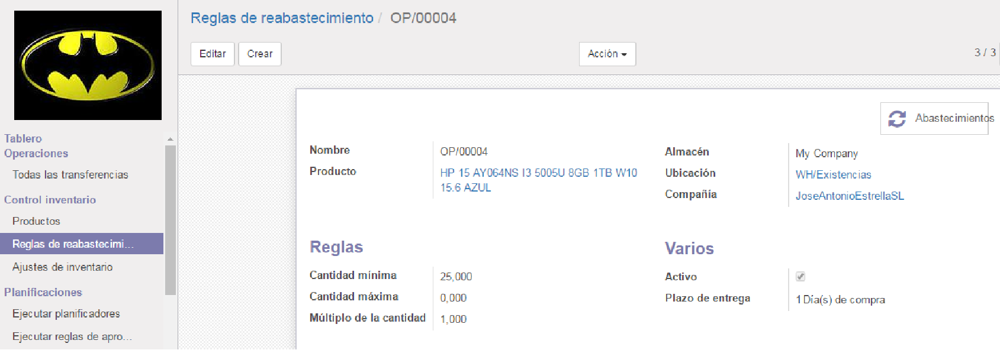 Reglas de reabastecimiento / OP/00004
Editar
Crear
Acción
3 / 3
Tablero
Operaciones
Todas las transferencias
Control inventario
Productos
Reglas de reabastecimi...
Ajustes de inventario
Planificaciones
Ejecutar planificadores
Ejecutar reglas de apro...
Abastecimientos
Nombre OP/00004
Producto HP 15 AY064NS I3 5005U 8GB 1TB W10
15.6 AZUL
Almacén My Company
Ubicación WH/Existencias
Compañía JoseAntonioEstrellaSL
Reglas
Cantidad mínima 25,000
Cantidad máxima 0,000
Múltiplo de la cantidad 1,000
Varios
Activo
Plazo de entrega 1 Día(s) de compra